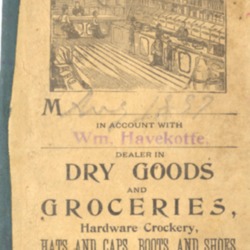 M
IN ACCOUNT WITH
Wm. Havekotte,
DEALER IN
DRY GOODS
AND
GROCERIES,
Hardware Crockery,
HATS AND CAPS, BOOTS AND SHOES